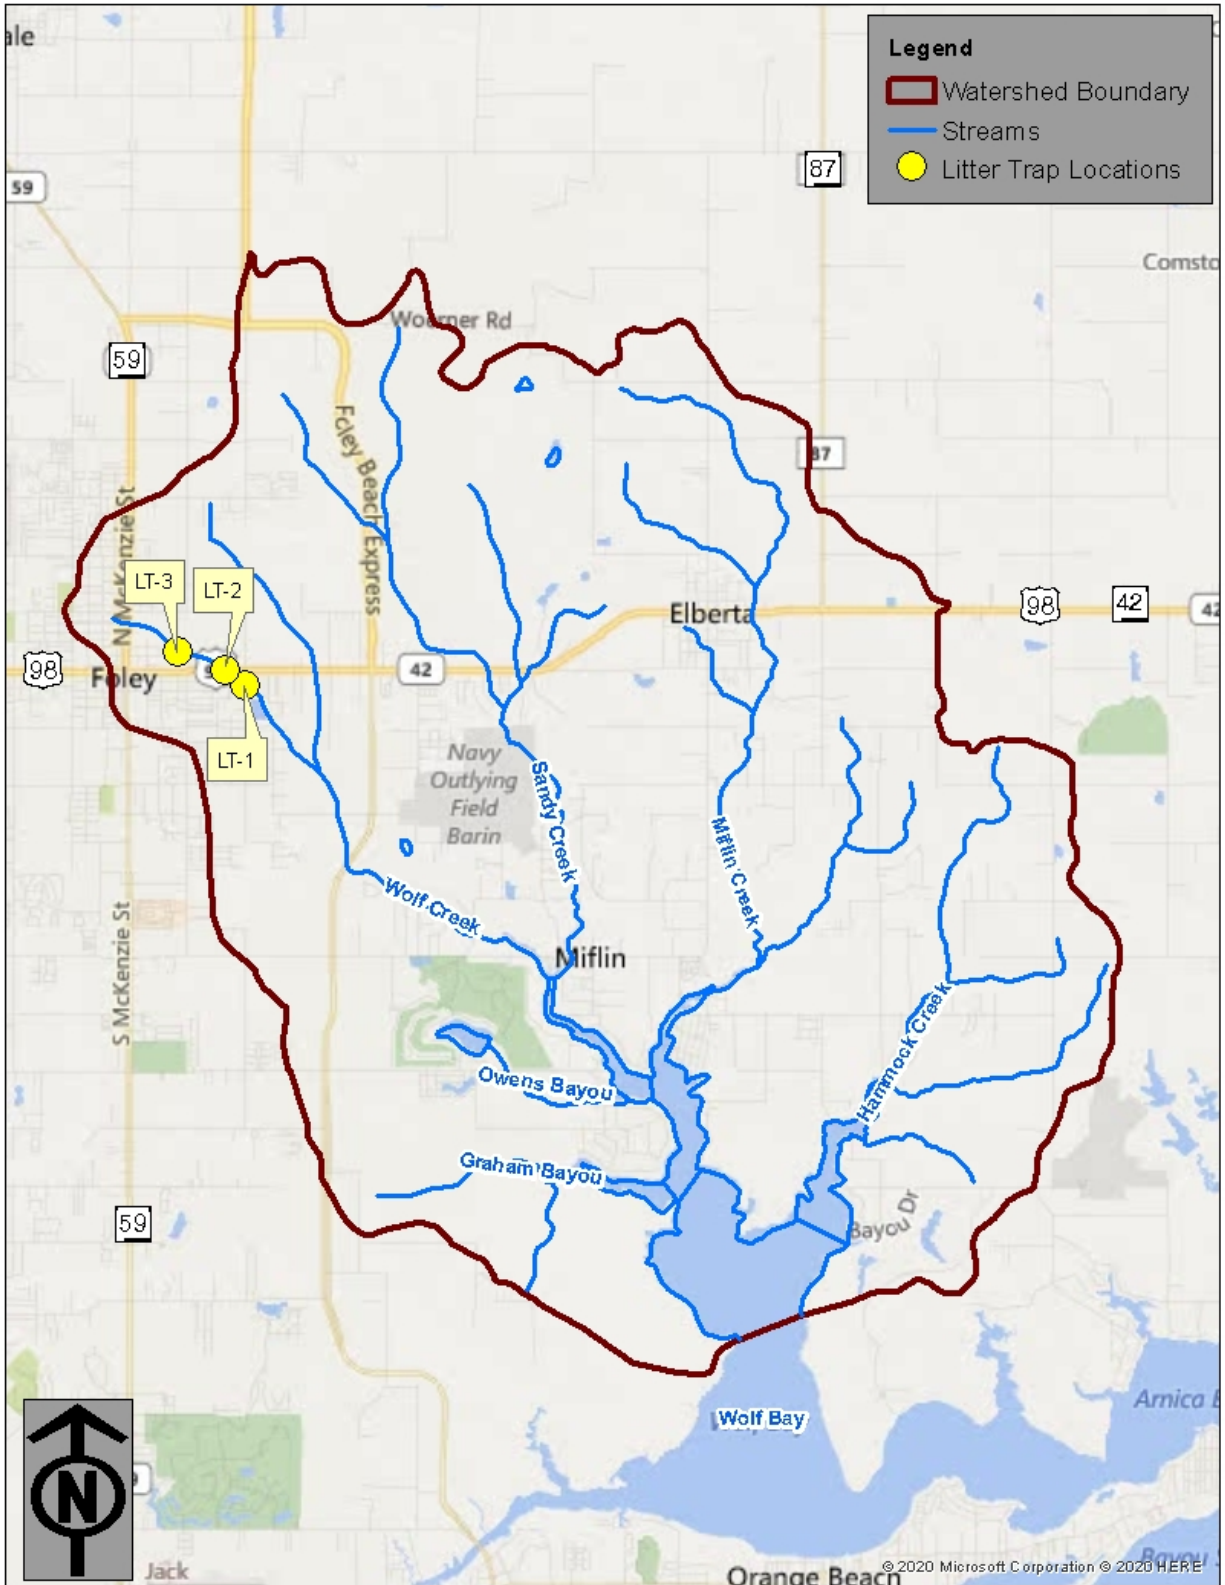 ale
Legend
Watershed Boundary
Streams
Litter Trap Locations
59
87
Comsto
Woerner Rd
59
Foley Beach Express
87
N McKenzie St
LT-3
LT-2
98
42
42
Elberta
98
Foley
42
LT-1
Navy
Outlying
Field
Barin
Sandy Creek
Miflin Creek
Wolf Creek
S McKenzie St
Miflin
Hammock Creek
Owens Bayou
Graham Bayou
59
Bayou Dr
Wolf Bay
Arnica B
N
Jack
Orange Beach
Bayou S
© 2020 Microsoft Corporation © 2020 HERE